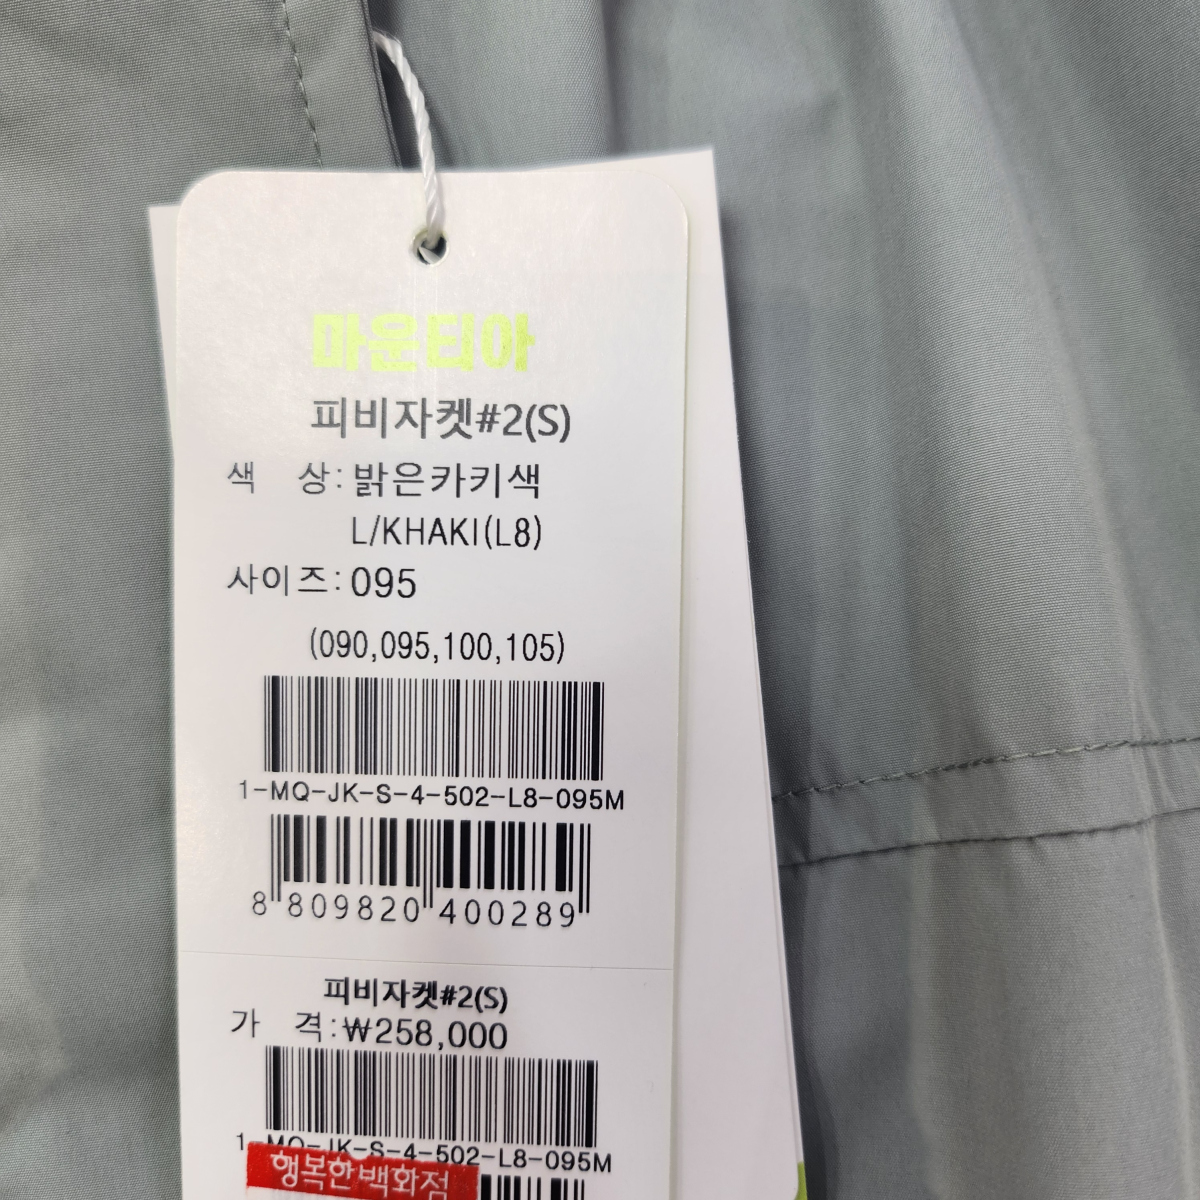 마운티아
피비자켓#2(S)
색 상: 밝은카키색
L/KHAKI(L8)
사이즈: 095
(090,095,100,105)
1-MQ-JK-S-4-502-L8-095M
8 809820 400289
피비자켓#2(S)
가 격:₩258,000
1-MQ-JK-S-4-502-L8-095M
행복한백화점